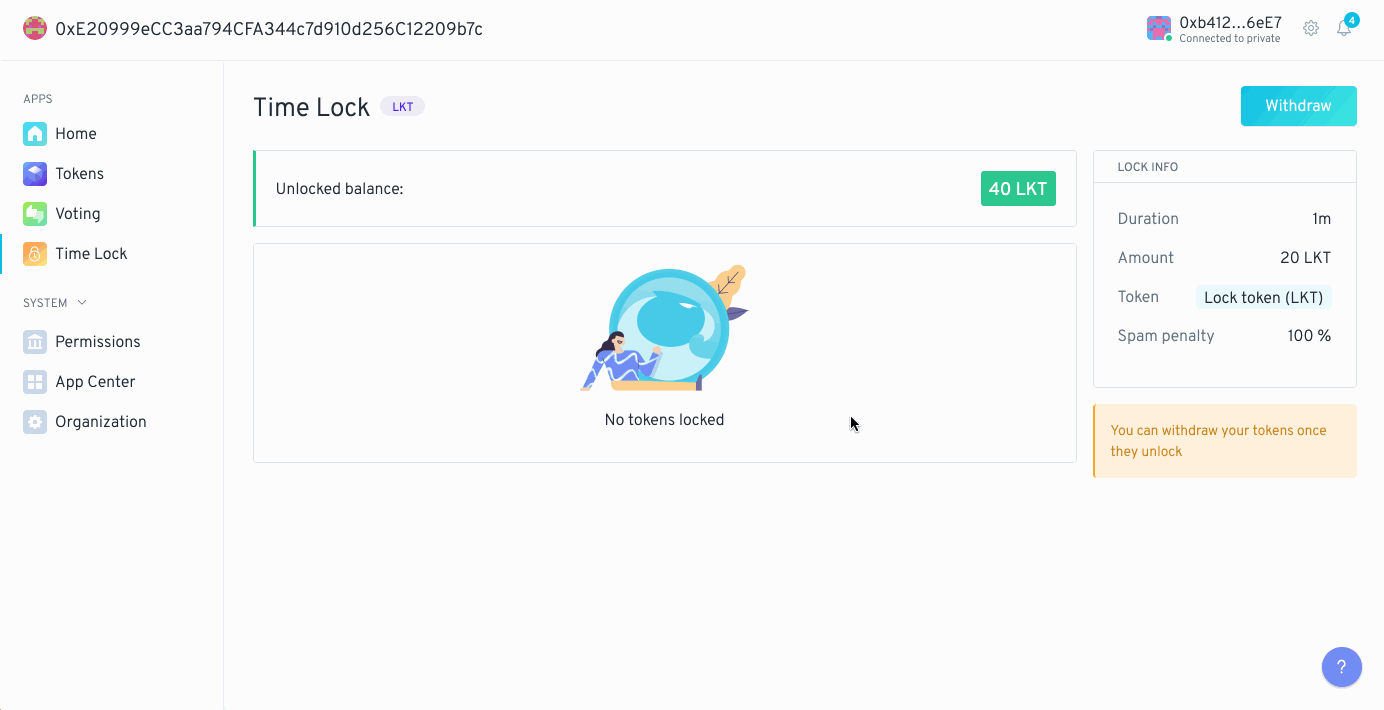 0xE20999eCC3aa794CFA344c7d910d256C12209b7c
0xb412...6eE7
Connected to private
4
APPS
Home
Tokens
Voting
Time Lock
SYSTEM
Permissions
App Center
Organization
Time Lock
LKT
Withdraw
Unlocked balance:
40 LKT
No tokens locked
LOCK INFO
Duration 1m
Amount 20 LKT
Token Lock token (LKT)
Spam penalty 100 %
You can withdraw your tokens once
they unlock
?